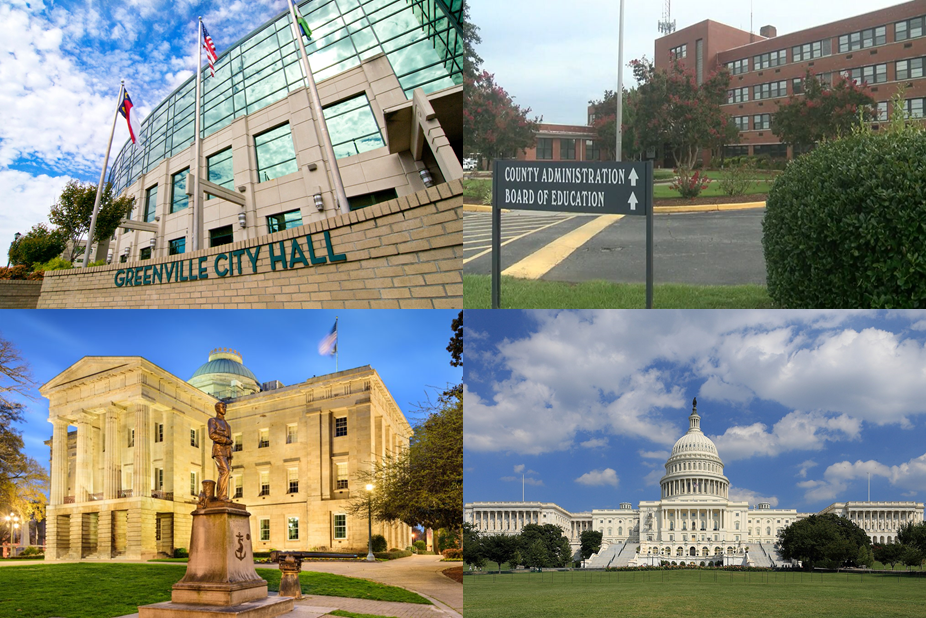 GREENVILLE CITY HALL
COUNTY ADMINISTRATION
BOARD OF EDUCATION